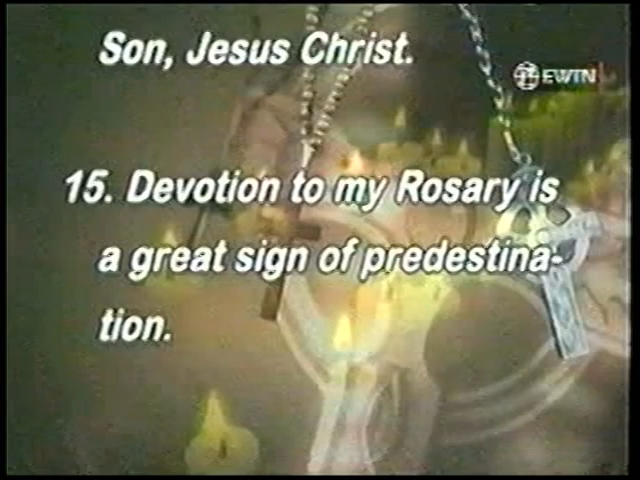 Son, Jesus Christ.
EWTN
15. Devotion to my Rosary is
a great sign of predestina-
tion.